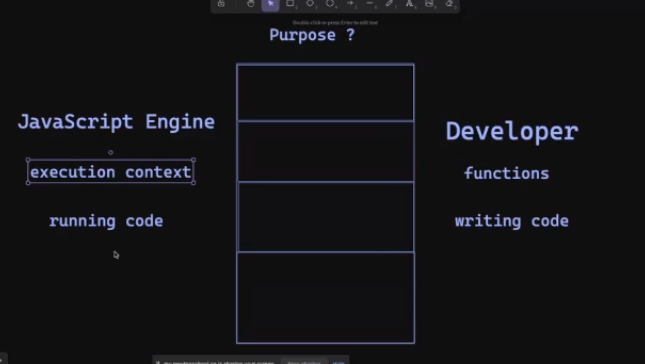 Double-click or press Enter to edit text
Purpose ?
JavaScript Engine
Developer
execution context
functions
running code
writing code